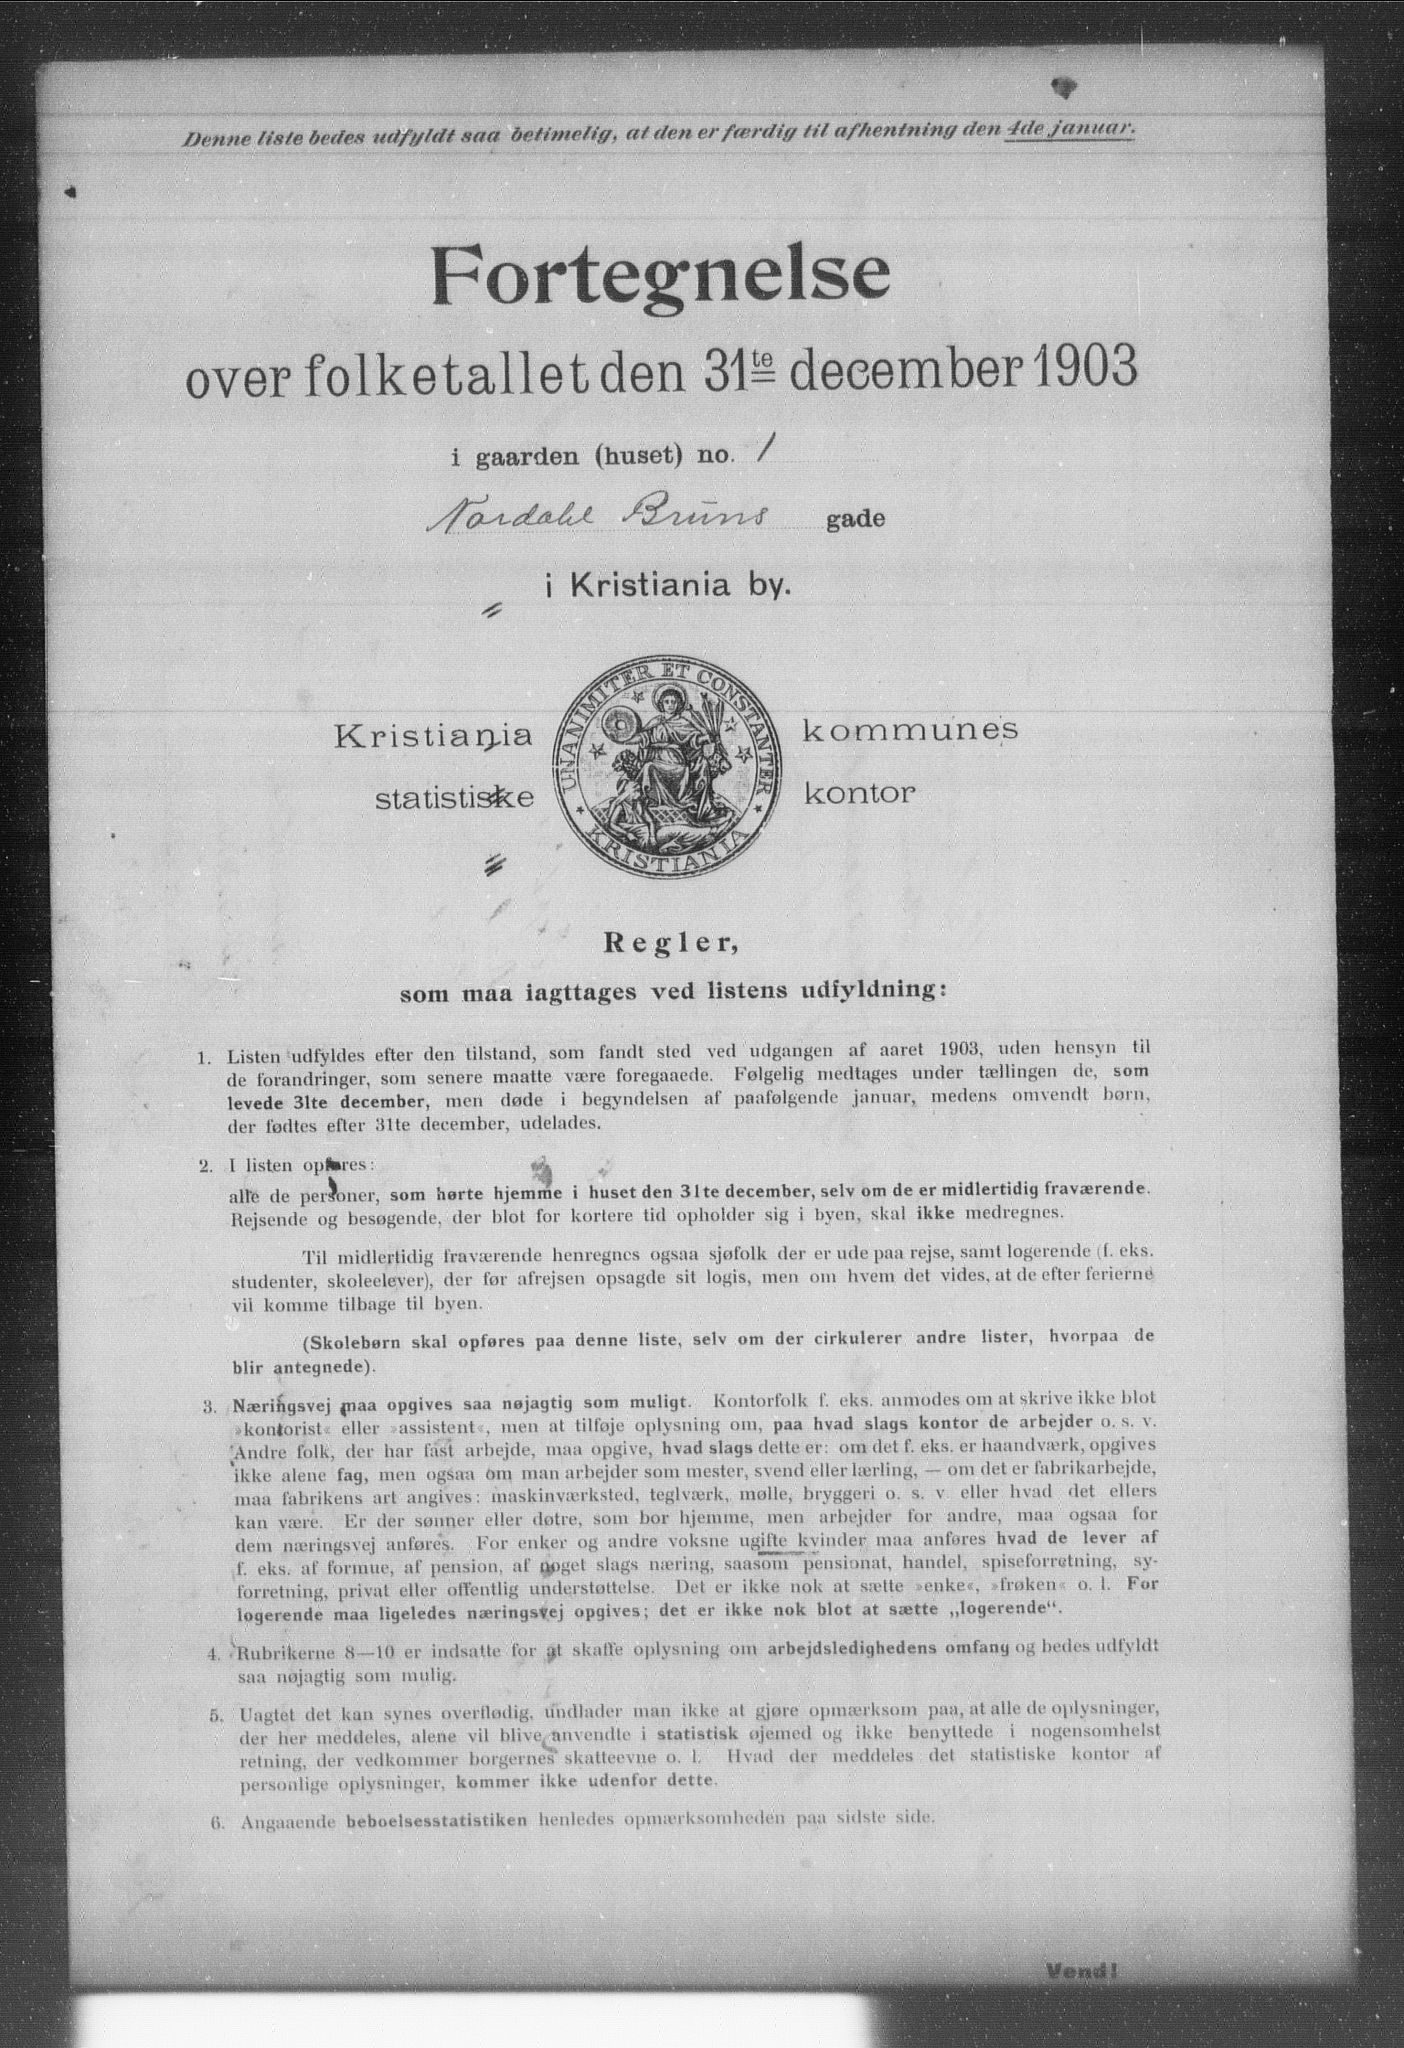 Denne liste bedes udfyldt saa betimelig, at den er færdig til afhentning den 4de januar.
Fortegnelse
over folketallet den 31te december 1903
i gaarden (huset) no. 1
Nordahl Bruns gade
i Kristiania by.
UNANIMITER ET CONSTANTER
KRISTIANIA
Kristiania kommunes
statistiske kontor
Regler,
som maa iagttages ved listens udfyldning:
1. Listen udfyldes efter den tilstand, som fandt sted ved udgangen af aaret 1903, uden hensyn til
de forandringer, som senere maatte være foregaaede. Følgelig medtages under tællingen de, som
levede 31te december, men døde i begyndelsen af paafølgende januar, medens omvendt børn,
der fødtes efter 31te december, udelades.
2. I listen opføres:
alle de personer, som hørte hjemme i huset den 31te december, selv om de er midlertidig fraværende.
Rejsende og besøgende, der blot for kortere tid opholder sig i byen, skal ikke medregnes.
Til midlertidig fraværende henregnes ogsaa sjøfolk der er ude paa rejse, samt logerende (f. eks.
studenter, skoleelever), der før afrejsen opsagde sit logis, men om hvem det vides, at de efter ferierne
vil komme tilbage til byen.
(Skolebørn skal opføres paa denne liste, selv om der cirkulerer andre lister, hvorpaa de
blir antegnede).
3. Næringsvej maa opgives saa nøjagtig som muligt. Kontorfolk f. eks. anmodes om at skrive ikke blot
»kontorist« eller »assistent«, men at tilføje oplysning om, paa hvad slags kontor de arbejder o. s. v.
Andre folk, der har fast arbejde, maa opgive, hvad slags dette er: om det f. eks. er haandværk, opgives
ikke alene fag, men ogsaa om man arbejder som mester, svend eller lærling, — om det er fabrikarbejde,
maa fabrikens art angives: maskinværksted, teglværk, mølle, bryggeri o. s. v. eller hvad det ellers
kan være. Er der sønner eller døtre, som bor hjemme, men arbejder for andre, maa ogsaa for
dem næringsvej anføres. For enker og andre voksne ugifte kvinder maa anføres hvad de lever af
f. eks. af formue, af pension, af noget slags næring, saasom pensionat, handel, spiseforretning, sy-
forretning, privat eller offentlig understøttelse. Det er ikke nok at sætte »enke«, »frøken« o. l. For
logerende maa ligeledes næringsvej opgives; det er ikke nok blot at sætte „logerende“.
4. Rubrikerne 8—10 er indsatte for at skaffe oplysning om arbejdsledighedens omfang og bedes udfyldt
saa nøjagtig som mulig.
5. Uagtet det kan synes overflødig, undlader man ikke at gjøre opmærksom paa, at alle de oplysninger,
der her meddeles, alene vil blive anvendte i statistisk øjemed og ikke benyttede i nogensomhelst
retning, der vedkommer borgernes skatteevne o. l. Hvad der meddeles det statistiske kontor af
personlige oplysninger, kommer ikke udenfor dette.
6. Angaaende beboelsesstatistiken henledes opmærksomheden paa sidste side.
Vend!